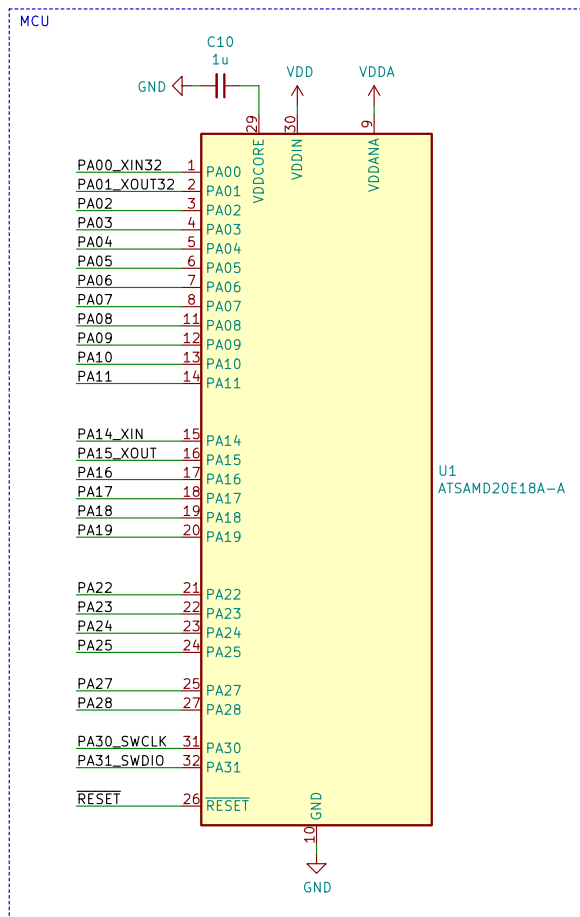 MCU
C10
1u
GND
VDD
VDDA
29
30
9
VDDCORE
VDDIN
VDDANA
PA00_XIN32 1 PA00
PA01_XOUT32 2 PA01
PA02 3 PA02
PA03 4 PA03
PA04 5 PA04
PA05 6 PA05
PA06 7 PA06
PA07 8 PA07
PA08 11 PA08
PA09 12 PA09
PA10 13 PA10
PA11 14 PA11
PA14_XIN 15 PA14
PA15_XOUT 16 PA15
PA16 17 PA16
PA17 18 PA17
PA18 19 PA18
PA19 20 PA19
U1
ATSAMD20E18A-A
PA22 21 PA22
PA23 22 PA23
PA24 23 PA24
PA25 24 PA25
PA27 25 PA27
PA28 27 PA28
PA30_SWCLK 31 PA30
PA31_SWDIO 32 PA31
RESET 26 RESET
GND
10
GND